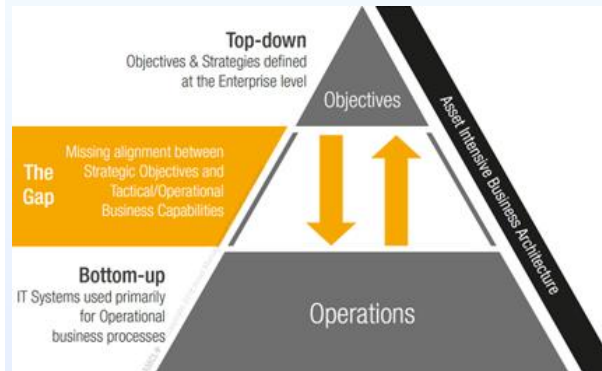 Top-down
Objectives & Strategies defined
at the Enterprise level
Objectives
The
Gap
Missing alignment between
Strategic Objectives and
Tactical/Operational
Business Capabilities
Bottom-up
IT Systems used primarily
for Operational
business processes
Operations
Asset Intensive Business Architecture